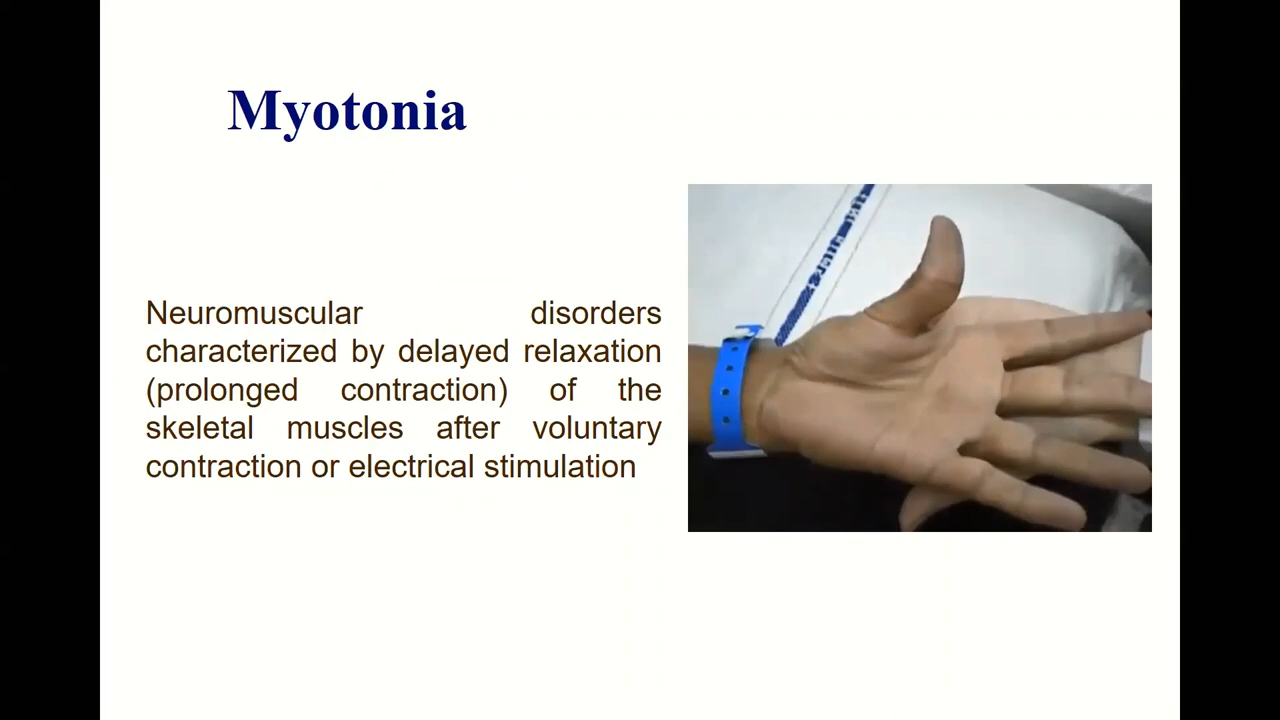 Myotonia
Neuromuscular disorders
characterized by delayed relaxation
(prolonged contraction) of the
skeletal muscles after voluntary
contraction or electrical stimulation